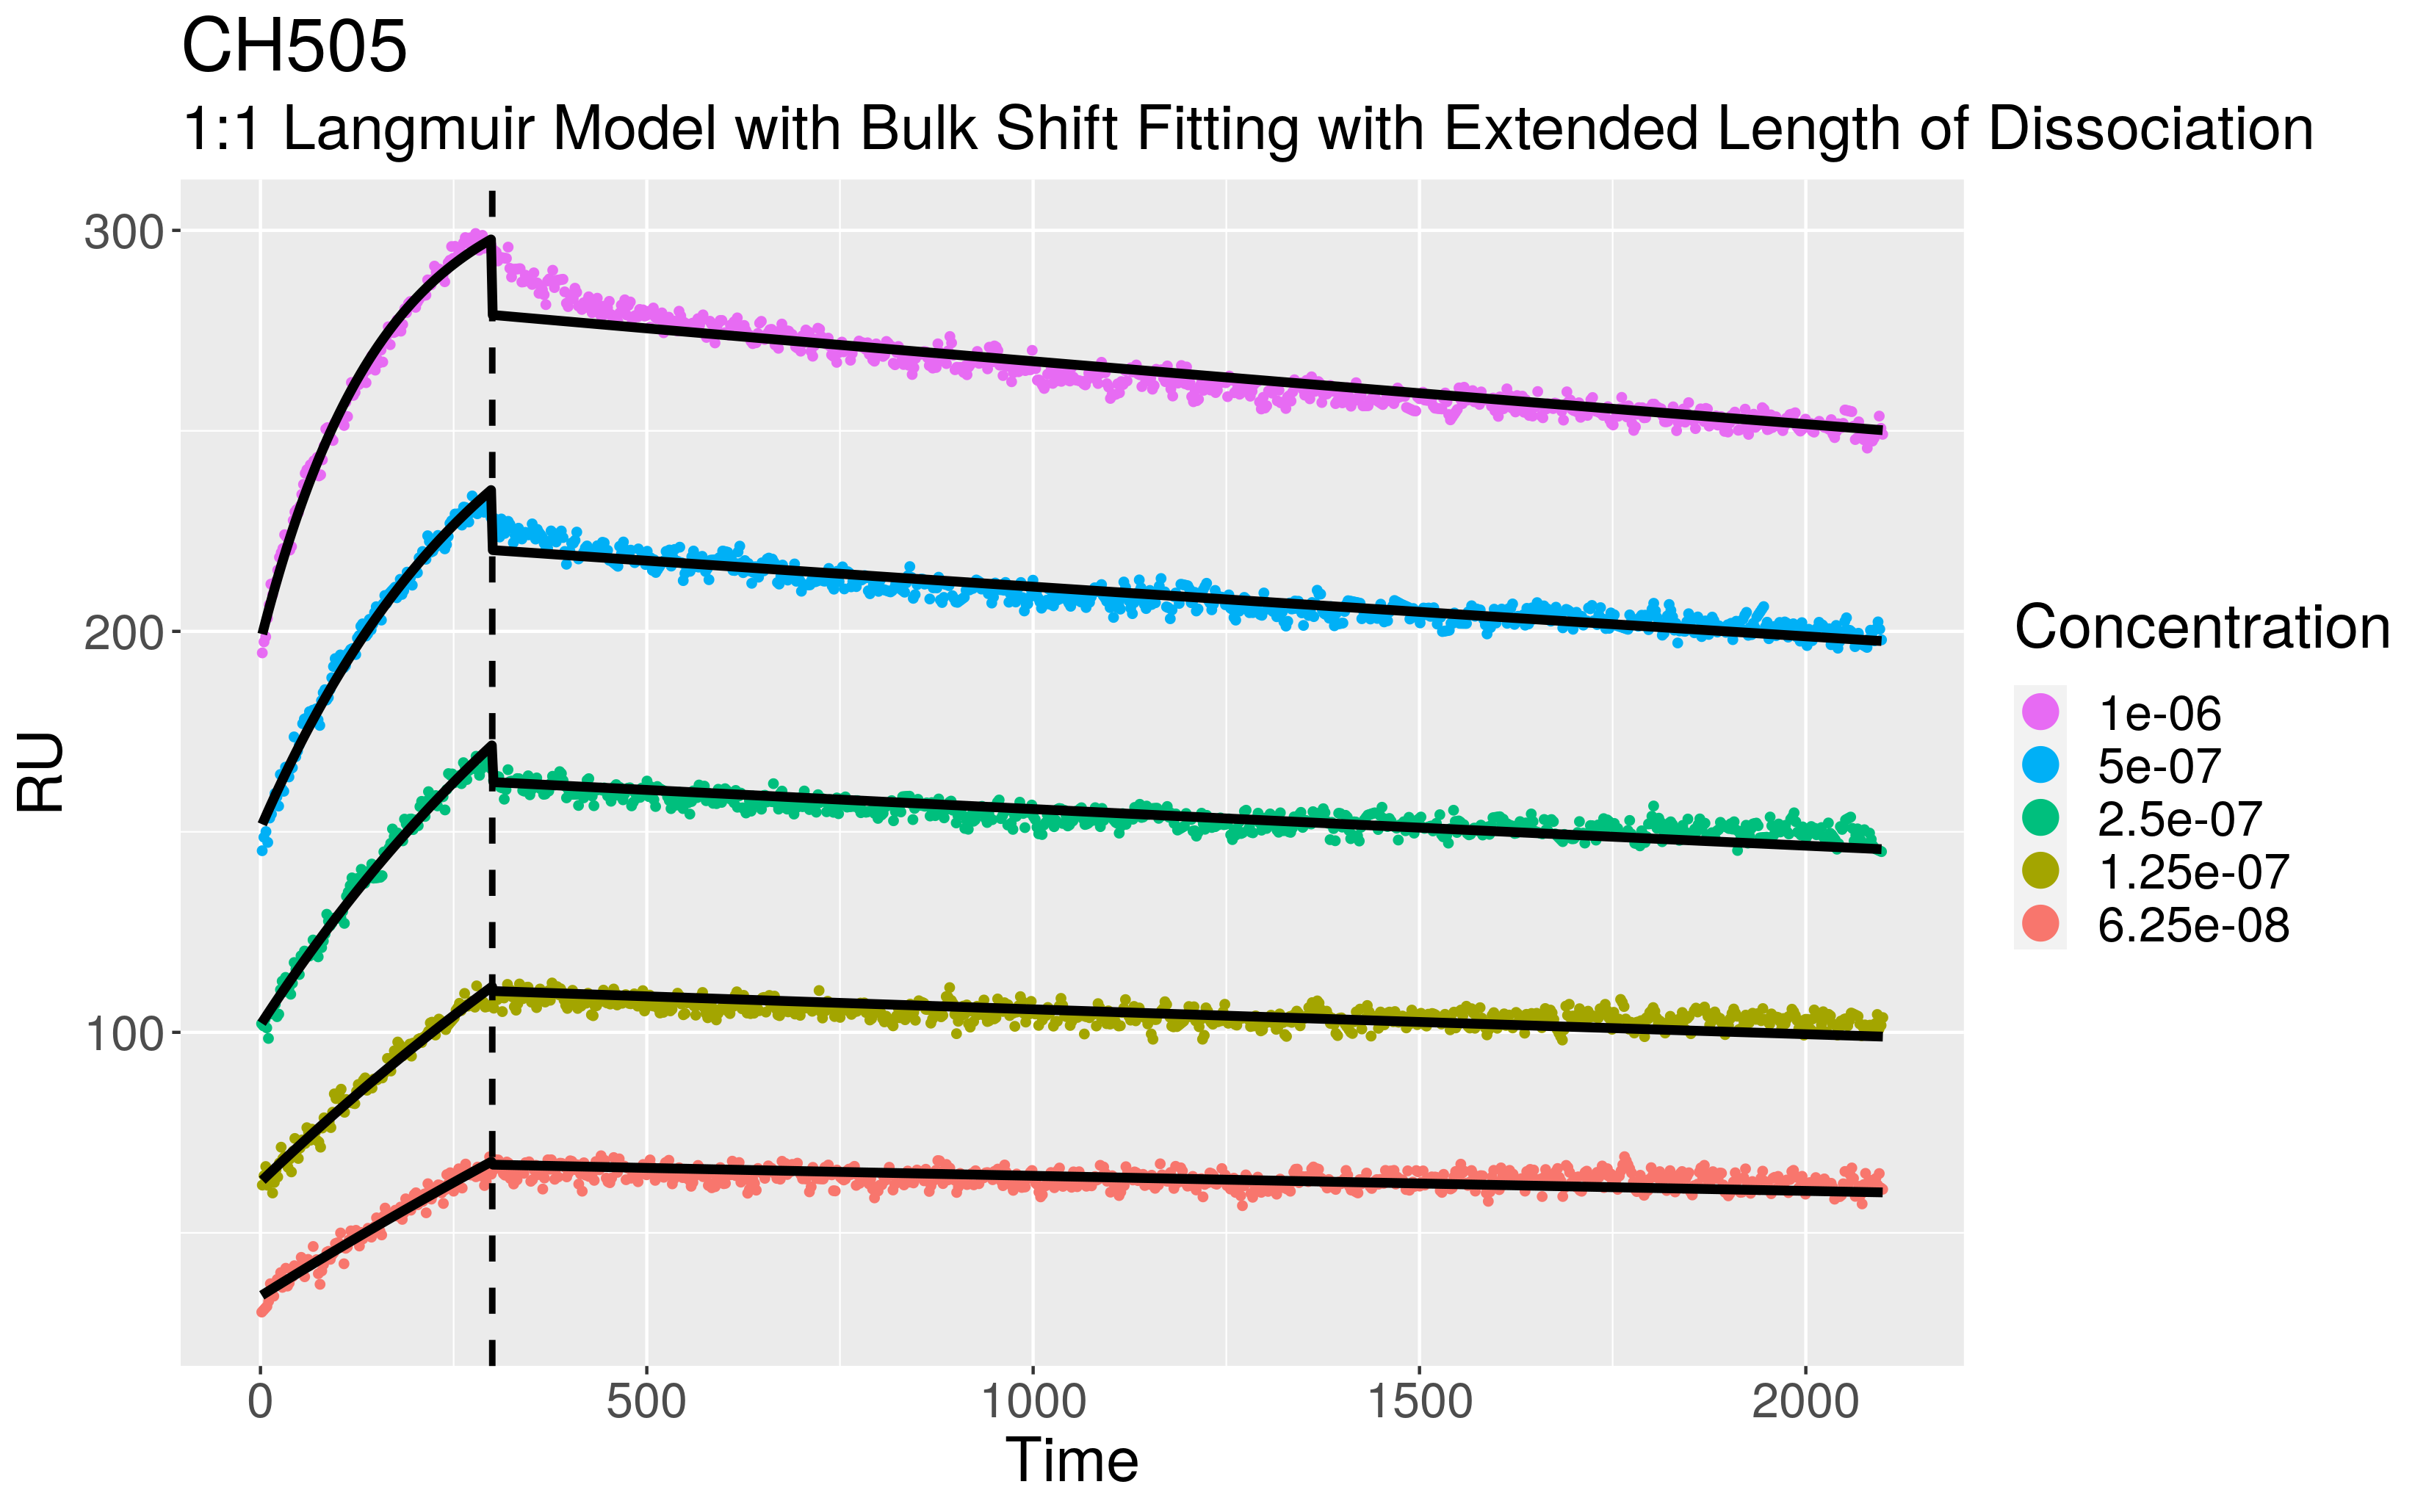 CH505
1:1 Langmuir Model with Bulk Shift Fitting with Extended Length of Dissociation
300
200
100
RU
0 500 1000 1500 2000
Time
Concentration
1e-06
5e-07
2.5e-07
1.25e-07
6.25e-08